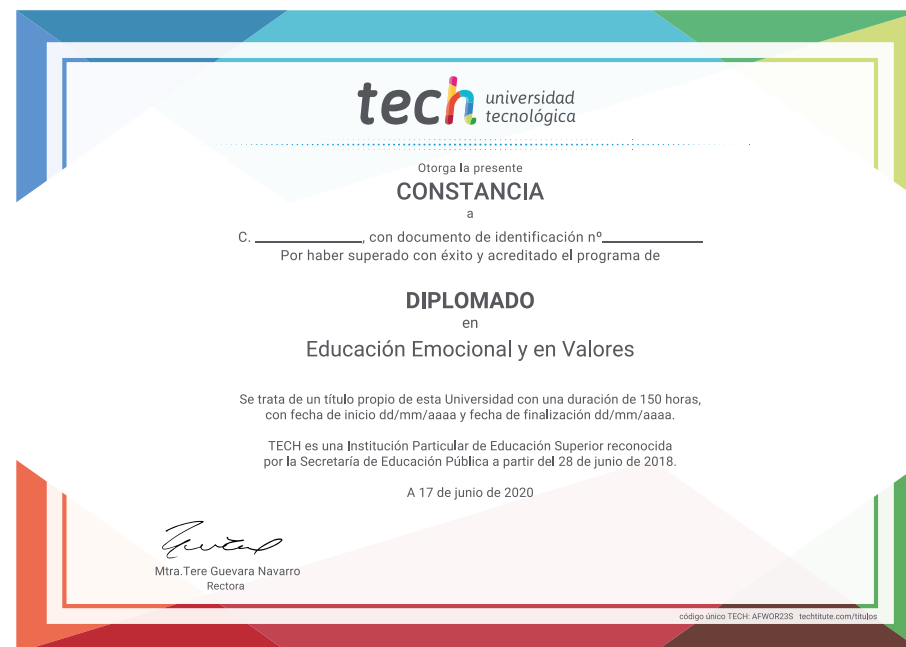 tech universidad
tecnológica
Otorga la presente
CONSTANCIA
a
C. ____________, con documento de identificación nº____________
Por haber superado con éxito y acreditado el programa de
DIPLOMADO
en
Educación Emocional y en Valores
Se trata de un título propio de esta Universidad con una duración de 150 horas,
con fecha de inicio dd/mm/aaaa y fecha de finalización dd/mm/aaaa.
TECH es una Institución Particular de Educación Superior reconocida
por la Secretaría de Educación Pública a partir del 28 de junio de 2018.
A 17 de junio de 2020
Mtra.Tere Guevara Navarro
Rectora
código único TECH: AFWOR23S techtitute.com/títulos